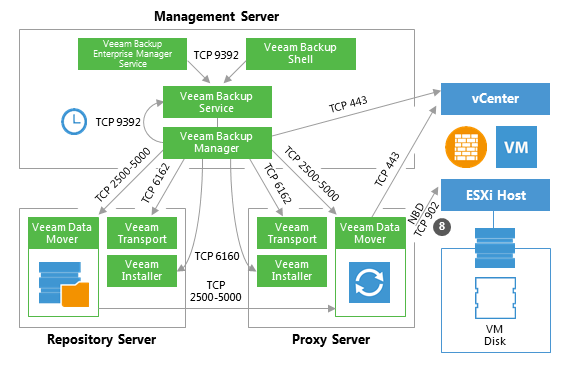 Management Server
Veeam Backup
Enterprise Manager
Service
TCP 9392
Veeam Backup
Shell
Veeam Backup
Service
TCP 9392
Veeam Backup
Manager
TCP 443
vCenter
VM
ESXi Host
TCP 2500-5000
TCP 6162
TCP 6162
TCP 2500-5000
TCP 443
NBD
TCP 902
8
Veeam Data
Mover
Veeam
Transport
Veeam
Installer
TCP 6160
TCP
2500-5000
Veeam
Transport
Veeam
Installer
Veeam Data
Mover
VM
Disk
Repository Server
Proxy Server